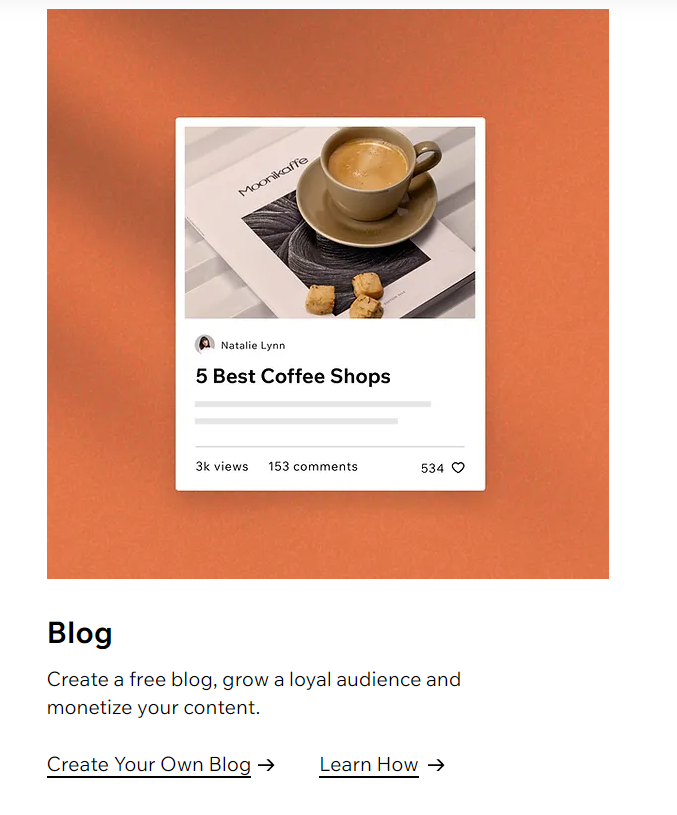 Moonikaffe
Natalie Lynn
5 Best Coffee Shops
3k views 153 comments 534
Blog
Create a free blog, grow a loyal audience and
monetize your content.
Create Your Own Blog → Learn How →